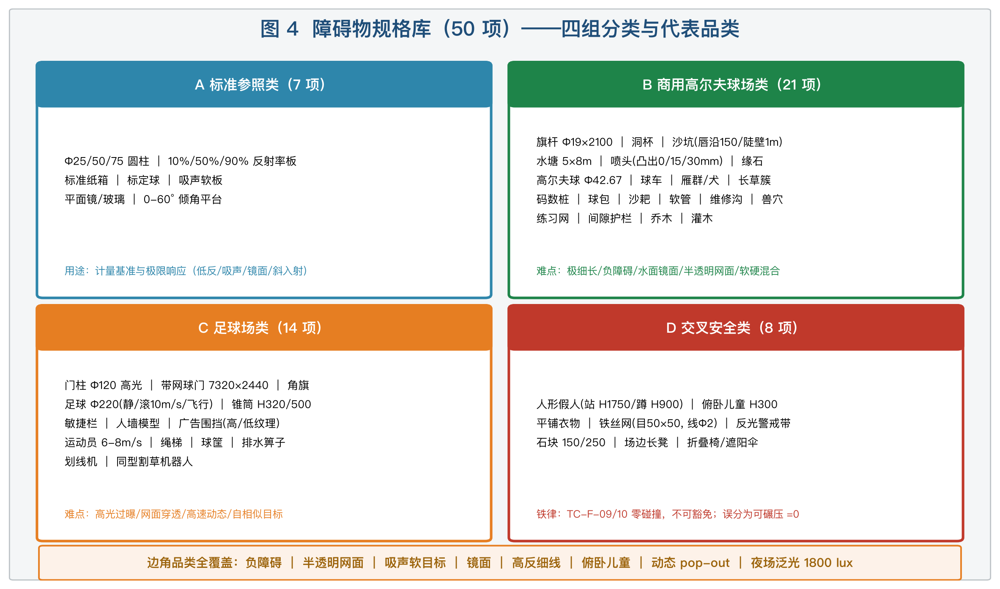 图 4 障碍物规格库（50 项）——四组分类与代表品类
A 标准参照类（7 项）
Φ25/50/75 圆柱 | 10%/50%/90% 反射率板
标准纸箱 | 标定球 | 吸声软板
平面镜/玻璃 | 0–60° 倾角平台
用途：计量基准与极限响应（低反/吸声/镜面/斜入射）
B 商用高尔夫球场类（21 项）
旗杆 Φ19×2100 | 洞杯 | 沙坑(唇沿150/陡壁1m)
水塘 5×8m | 喷头(凸出0/15/30mm) | 缘石
高尔夫球 Φ42.67 | 球车 | 雁群/犬 | 长草簇
码数桩 | 球包 | 沙耙 | 软管 | 维修沟 | 兽穴
练习网 | 间隙护栏 | 乔木 | 灌木
难点：极细长/负障碍/水面镜面/半透明网面/软硬混合
C 足球场类（14 项）
门柱 Φ120 高光 | 带网球门 7320×2440 | 角旗
足球 Φ220(静/滚10m/s/飞行) | 锥筒 H320/500
敏捷栏 | 人墙模型 | 广告围挡(高/低纹理)
运动员 6–8m/s | 绳梯 | 球筐 | 排水箅子
划线机 | 同型割草机器人
难点：高光过曝/网面穿透/高速动态/自相似目标
D 交叉安全类（8 项）
人形假人(站 H1750/蹲 H900) | 俯卧儿童 H300
平铺衣物 | 铁丝网(目50×50, 线Φ2) | 反光警戒带
石块 150/250 | 场边长凳 | 折叠椅/遮阳伞
铁律：TC–F–09/10 零碰撞，不可豁免；误分为可碾压 =0
边角品类全覆盖：负障碍 | 半透明网面 | 吸声软目标 | 镜面 | 高反细线 | 俯卧儿童 | 动态 pop–out | 夜场泛光 1800 lux